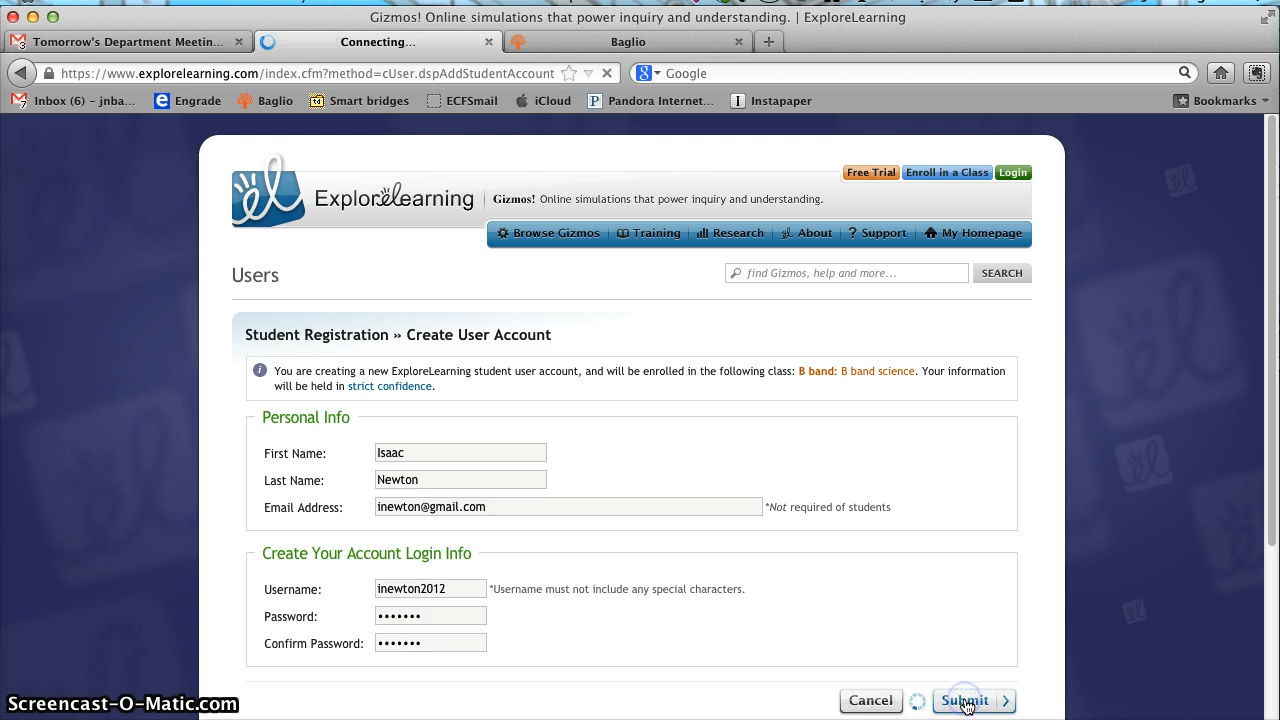 Gizmos! Online simulations that power inquiry and understanding. | ExploreLearning
Tomorrow's Department Meetin...
Connecting...
Baglio
https://www.explorelearning.com/index.cfm?method=cUser.dspAddStudentAccount
Google
Inbox (6) – jnba... Engrade Baglio Smart bridges ECFSmail iCloud Pandora Internet... Instapaper Bookmarks
Free Trial Enroll in a Class Login
ExploreLearning
Gizmos! Online simulations that power inquiry and understanding.
Browse Gizmos Training Research About Support My Homepage
Users
find Gizmos, help and more... SEARCH
Student Registration » Create User Account
You are creating a new ExploreLearning student user account, and will be enrolled in the following class: B band: B band science. Your information
will be held in strict confidence.
Personal Info
First Name: Isaac
Last Name: Newton
Email Address: inewton@gmail.com *Not required of students
Create Your Account Login Info
Username: inewton2012 *Username must not include any special characters.
Password: •••••••
Confirm Password: •••••••
Cancel Submit
Screencast-O-Matic.com